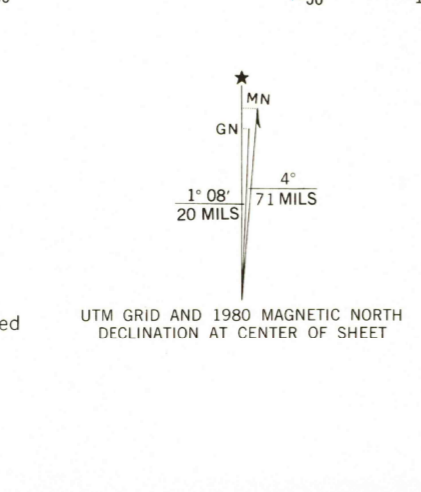 MN
GN
4°
1° 08′
71 MILS
20 MILS
ed
UTM GRID AND 1980 MAGNETIC NORTH
DECLINATION AT CENTER OF SHEET